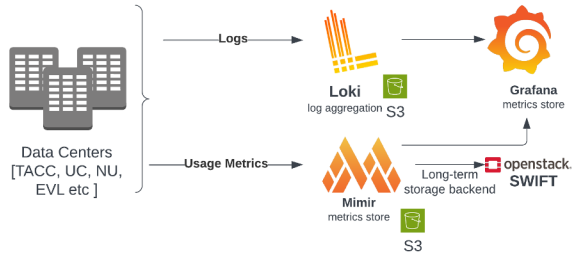 Logs
Loki
log aggregation
S3
Grafana
metrics store
Data Centers
[TACC, UC, NU,
EVL etc ]
Usage Metrics
Mimir
metrics store
S3
Long-term
storage backend
openstack.
SWIFT